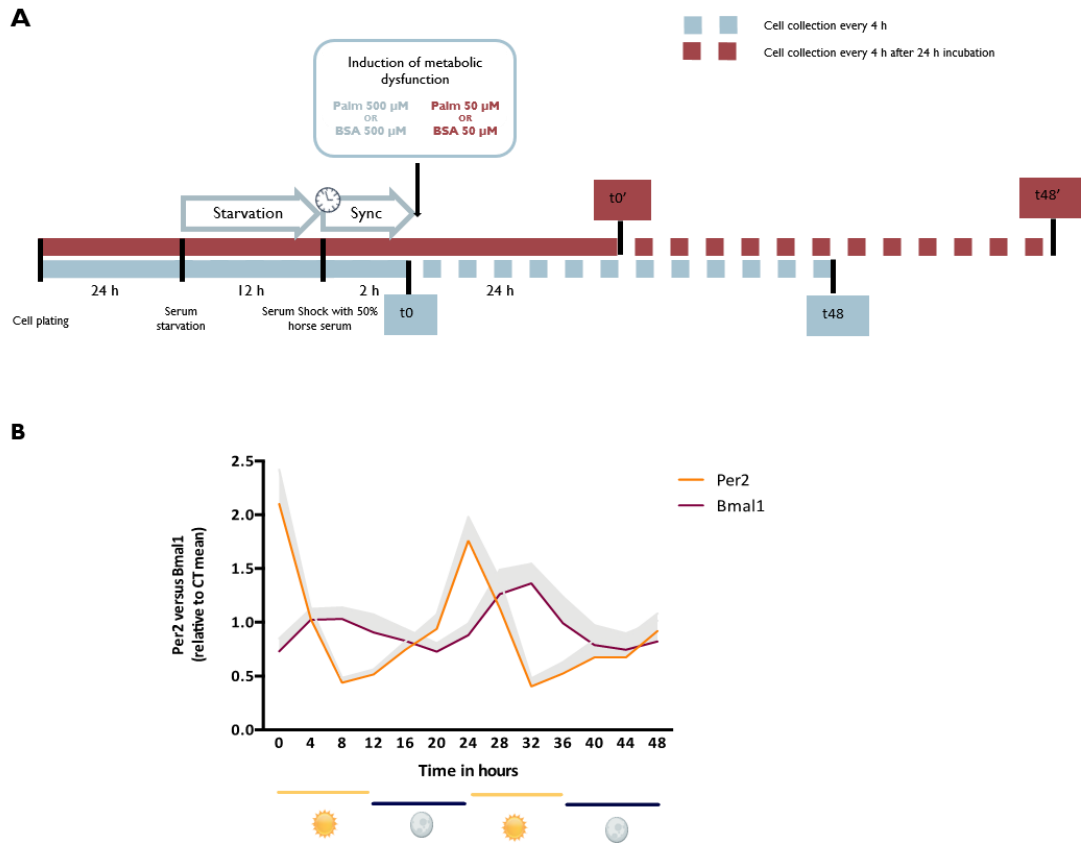 A
Cell collection every 4 h
Cell collection every 4 h after 24 h incubation
Induction of metabolic
dysfunction
Palm 500 µM
OR
BSA 500 µM
Palm 50 µM
OR
BSA 50 µM
Starvation
Sync
t0′
t48′
24 h
12 h
2 h
24 h
Cell plating
Serum
starvation
Serum Shock with 50%
horse serum
t0
t48
B
Per2 versus Bmal1
(relative to CT mean)
2.5
2.0
1.5
1.0
0.5
0.0
Per2
Bmal1
0 4 8 12 16 20 24 28 32 36 40 44 48
Time in hours